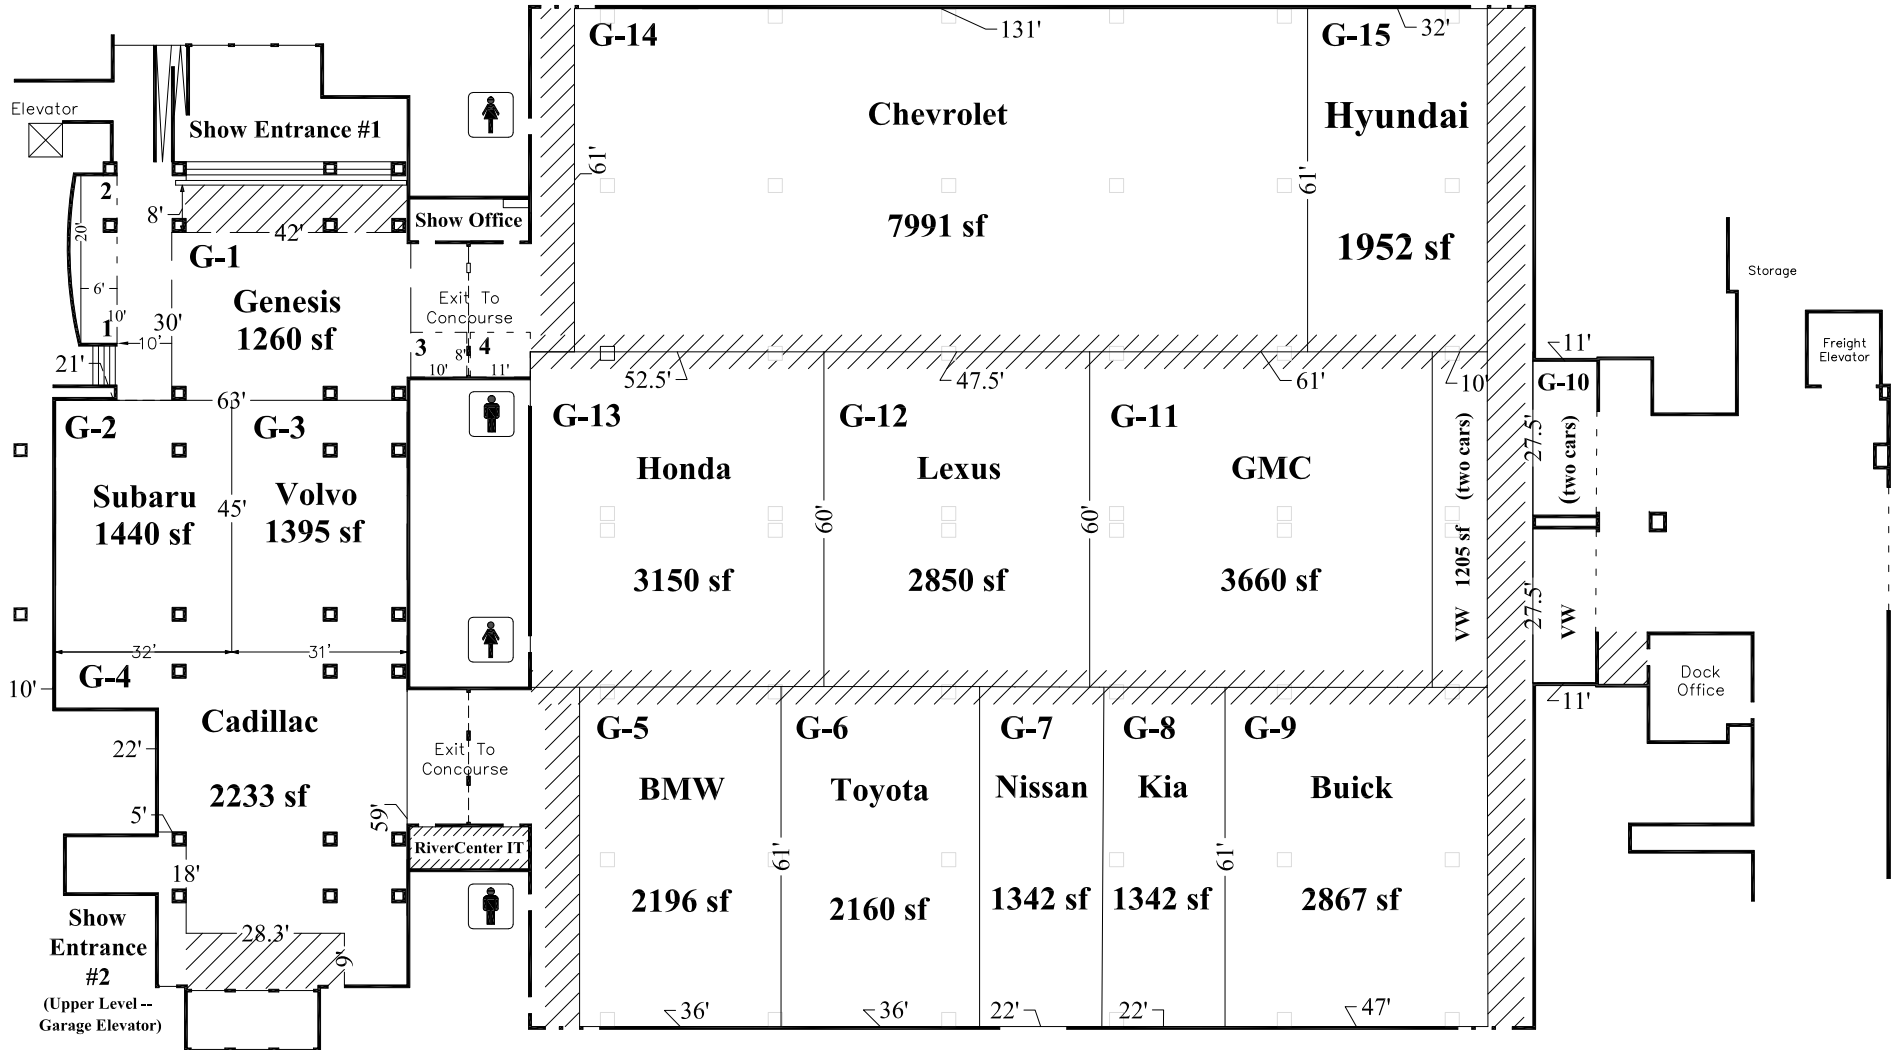 G-14
131'
G-15
32'
Elevator
Show Entrance #1
Chevrolet
Hyundai
61'
61'
2
8'
20'
42'
Show Office
7991 sf
1952 sf
G-1
Genesis
1260 sf
6'
10'
1
30'
10'
21'
Exit To
Concourse
3
4
8'
10'
11'
Storage
11'
Freight
Elevator
52.5'
47.5'
61'
10'
G-10
63'
G-2
G-3
G-13
G-12
G-11
(two cars)
27.5'
(two cars)
Subaru
1440 sf
45'
Volvo
1395 sf
Honda
Lexus
GMC
60'
60'
3150 sf
2850 sf
3660 sf
VW 1205 sf
27.5'
VW
32'
31'
G-4
10'
Cadillac
22'
2233 sf
5'
59'
18'
Exit To
Concourse
RiverCenter IT
G-5
G-6
G-7
G-8
G-9
Dock
Office
11'
BMW
Toyota
Nissan
Kia
Buick
61'
61'
2196 sf
2160 sf
1342 sf
1342 sf
2867 sf
Show
Entrance
#2
(Upper Level --
Garage Elevator)
28.3'
9'
36'
36'
22'
22'
47'